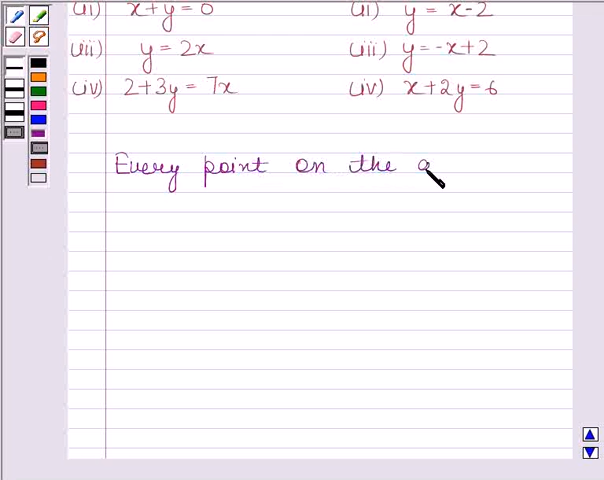 (ii) x+y=0 (ii) y = x-2
(iii) y = 2x (iii) y=-x+2
(iv) 2+3y = 7x (iv) x+2y=6
Every point on the